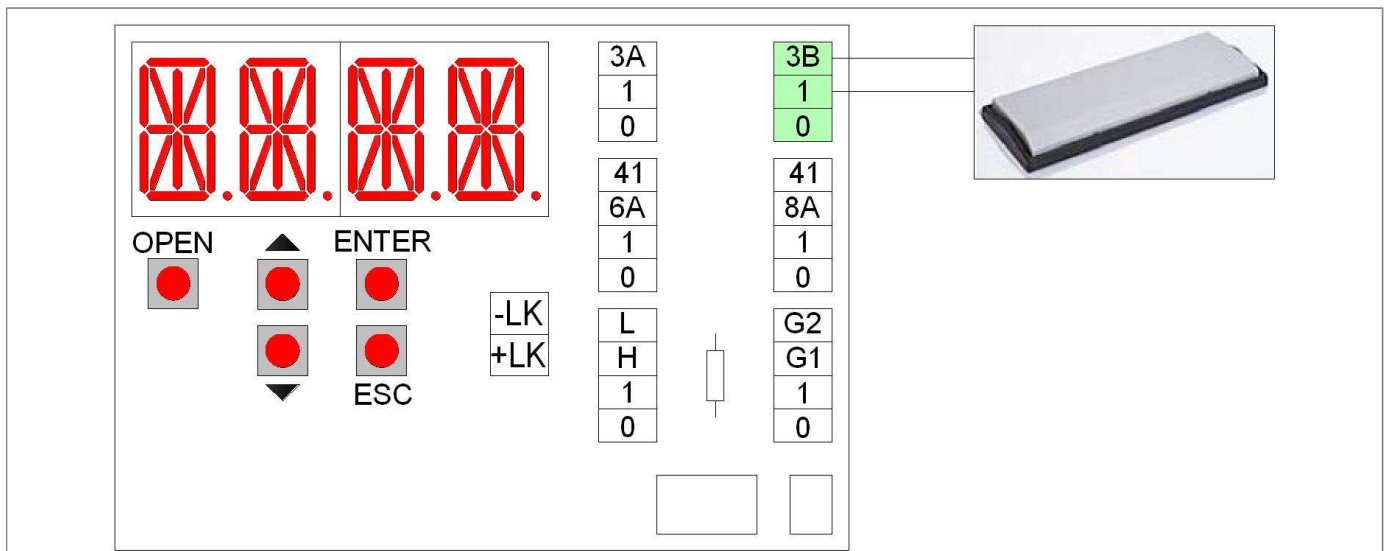 3A 3B
1 1
0 0
41 41
6A 8A
1 1
0 0
OPEN ENTER
-LK
+LK
ESC
L G2
H G1
1 1
0 0